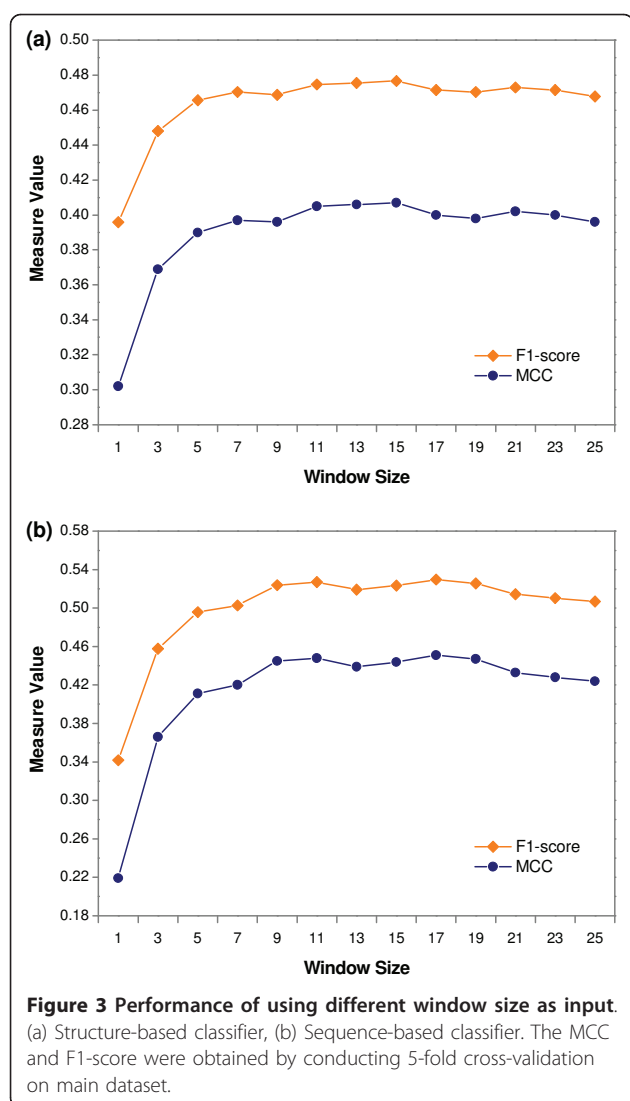 (a)
0.50
0.48
0.46
0.44
0.42
0.40
0.38
0.36
0.34
0.32
0.30
0.28
Measure Value
F1-score
MCC
1 3 5 7 9 11 13 15 17 19 21 23 25
Window Size
(b)
0.58
0.54
0.50
0.46
0.42
0.38
0.34
0.30
0.26
0.22
0.18
Measure Value
F1-score
MCC
1 3 5 7 9 11 13 15 17 19 21 23 25
Window Size
Figure 3 Performance of using different window size as input.
(a) Structure-based classifier, (b) Sequence-based classifier. The MCC
and F1-score were obtained by conducting 5-fold cross-validation
on main dataset.